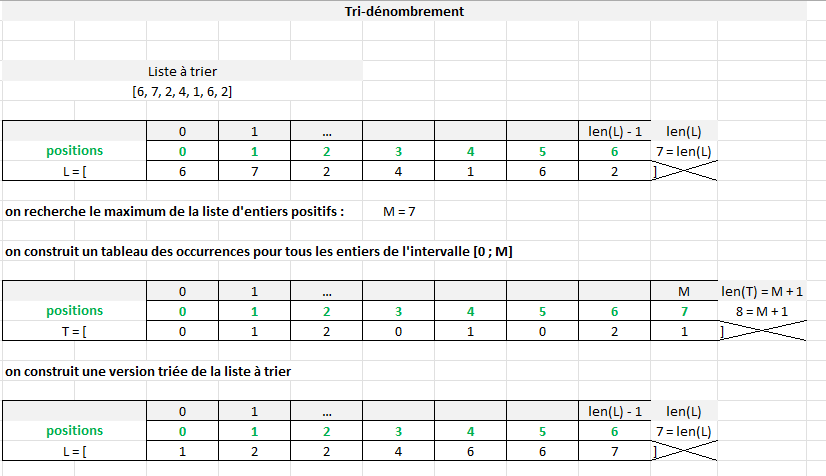 Tri-dénombrement
Liste à trier
[6, 7, 2, 4, 1, 6, 2]
0 1 ... len(L) - 1 len(L)
positions 0 1 2 3 4 5 6 7 = len(L)
L = [ 6 7 2 4 1 6 2 ]
on recherche le maximum de la liste d'entiers positifs : M = 7
on construit un tableau des occurrences pour tous les entiers de l'intervalle [0 ; M]
0 1 ... M len(T) = M + 1
positions 0 1 2 3 4 5 6 7 8 = M + 1
T = [ 0 1 2 0 1 0 2 1 ]
on construit une version triée de la liste à trier
0 1 ... len(L) - 1 len(L)
positions 0 1 2 3 4 5 6 7 = len(L)
L = [ 1 2 2 4 6 6 7 ]